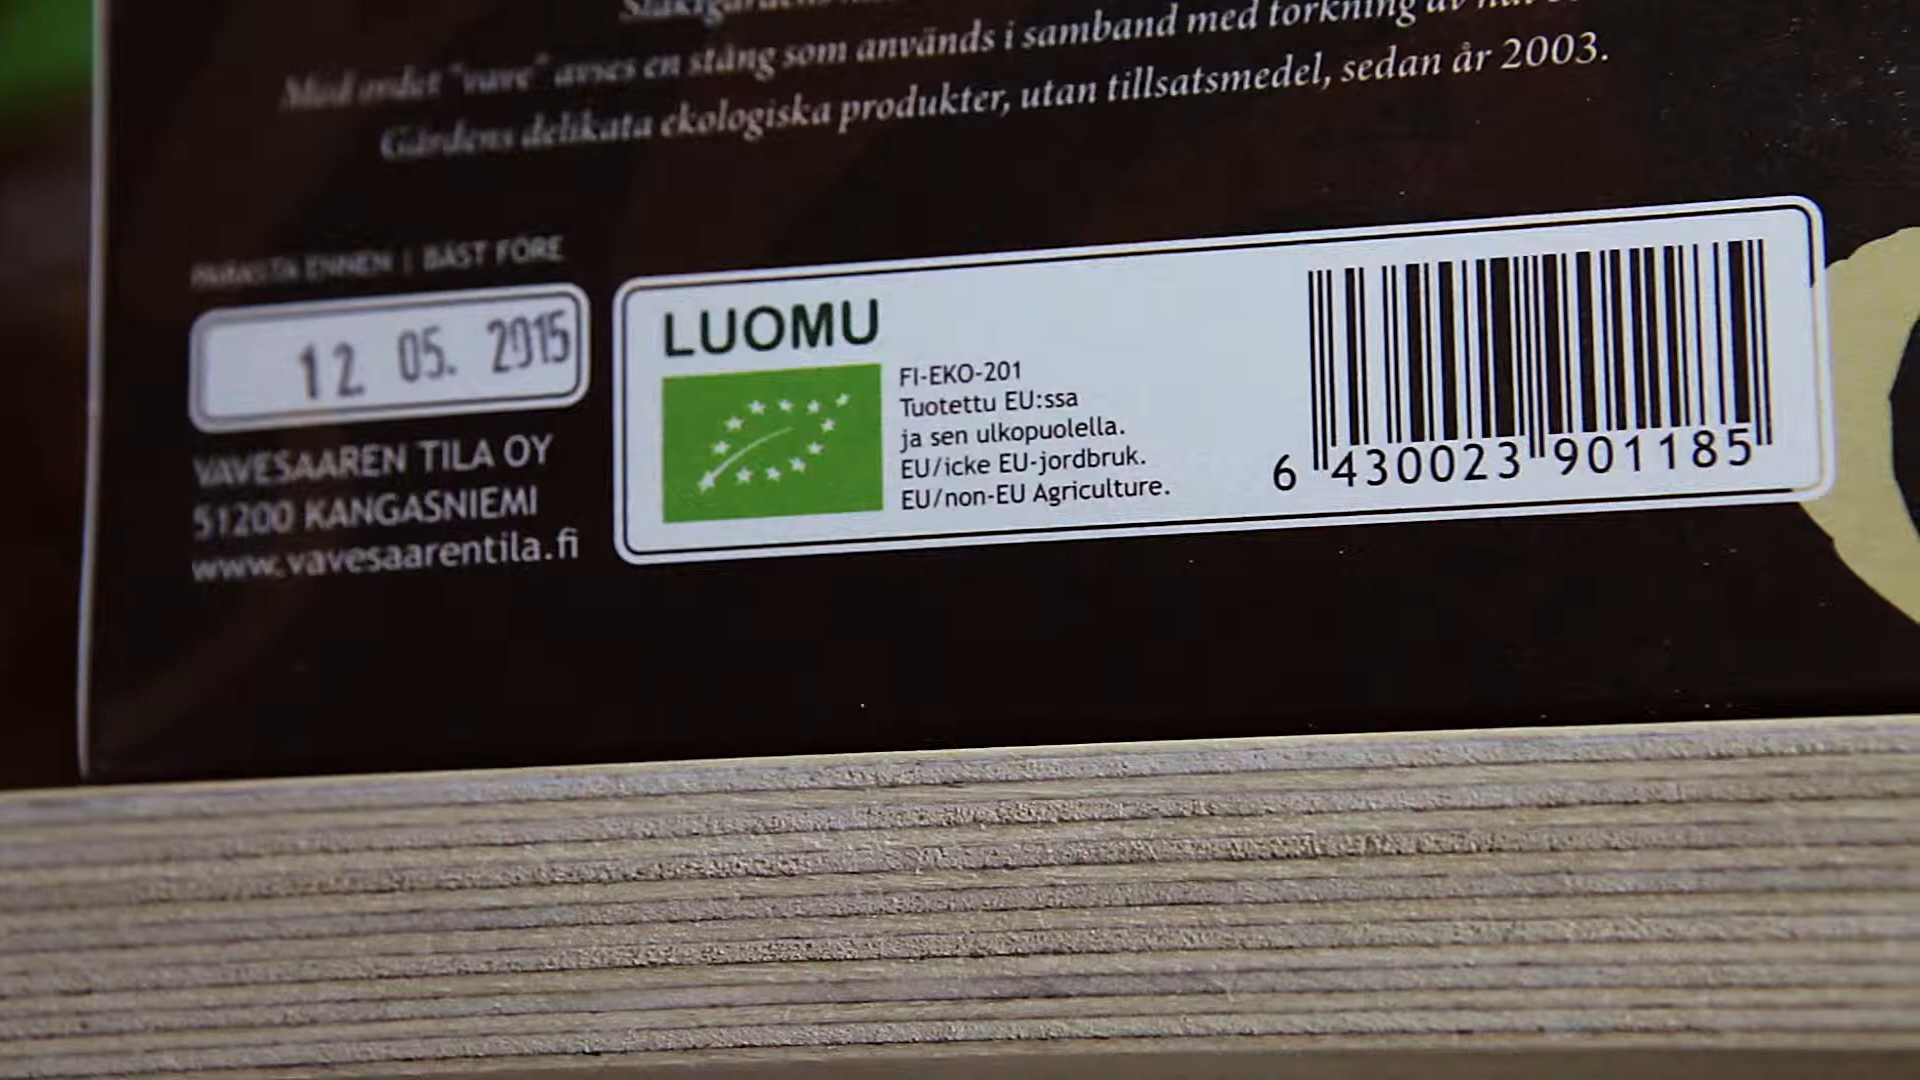 Med ordet "vave" avses en stång som används i samband med torkning av
Gårdens delikata ekologiska produkter, utan tillsatsmedel, sedan år 2003.
PARASTA ENNEN | BÄST FÖRE
12. 05. 2015
VAVESAAREN TILA OY
51200 KANGASNIEMI
www.vavesaarentila.fi
LUOMU
FI-EKO-201
Tuotettu EU:ssa
ja sen ulkopuolella.
EU/icke EU-jordbruk.
EU/non-EU Agriculture.
6 430023 901185